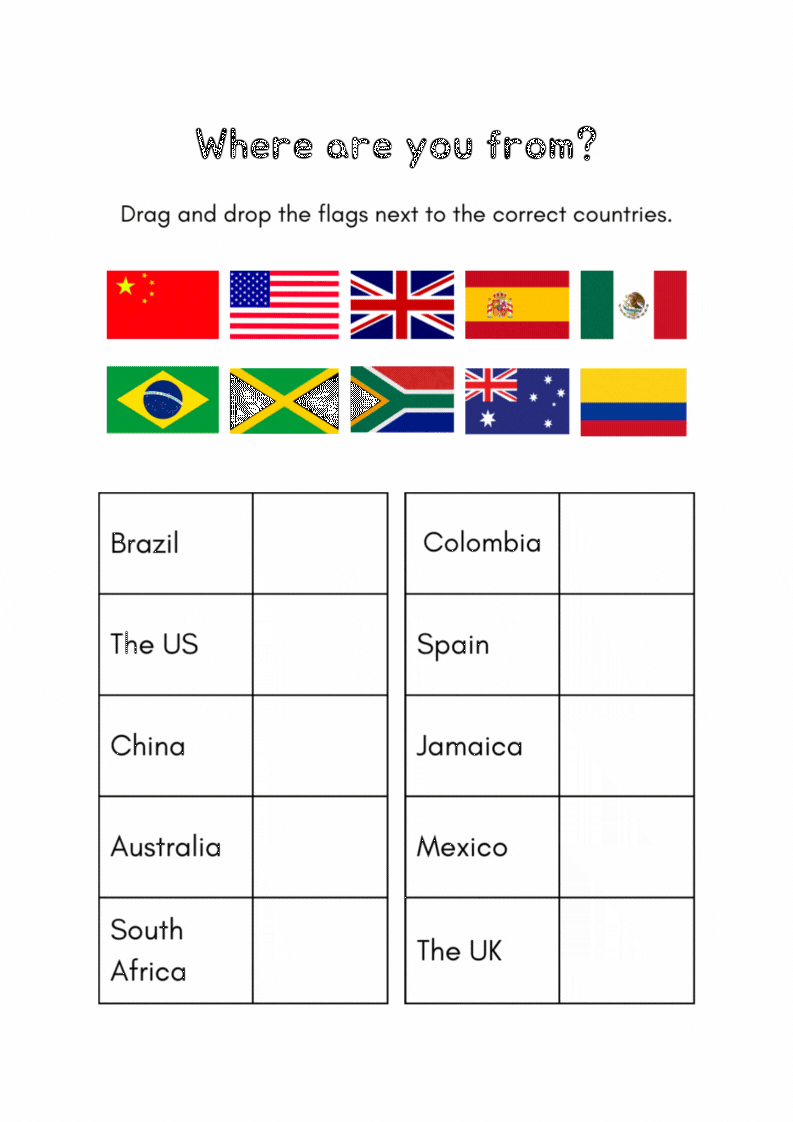 Where are you from?
Drag and drop the flags next to the correct countries.
Brazil
The US
China
Australia
South
Africa
Colombia
Spain
Jamaica
Mexico
The UK